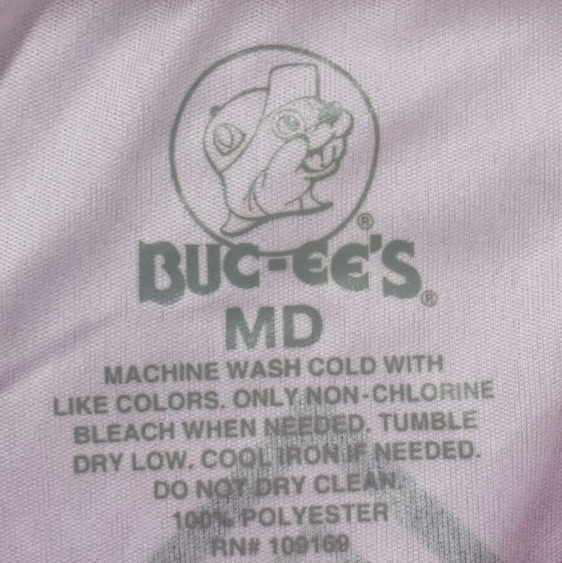 BUC-EE'S®
MD
MACHINE WASH COLD WITH
LIKE COLORS. ONLY NON-CHLORINE
BLEACH WHEN NEEDED. TUMBLE
DRY LOW. COOL IRON IF NEEDED.
DO NOT DRY CLEAN.
100% POLYESTER
RN# 109169